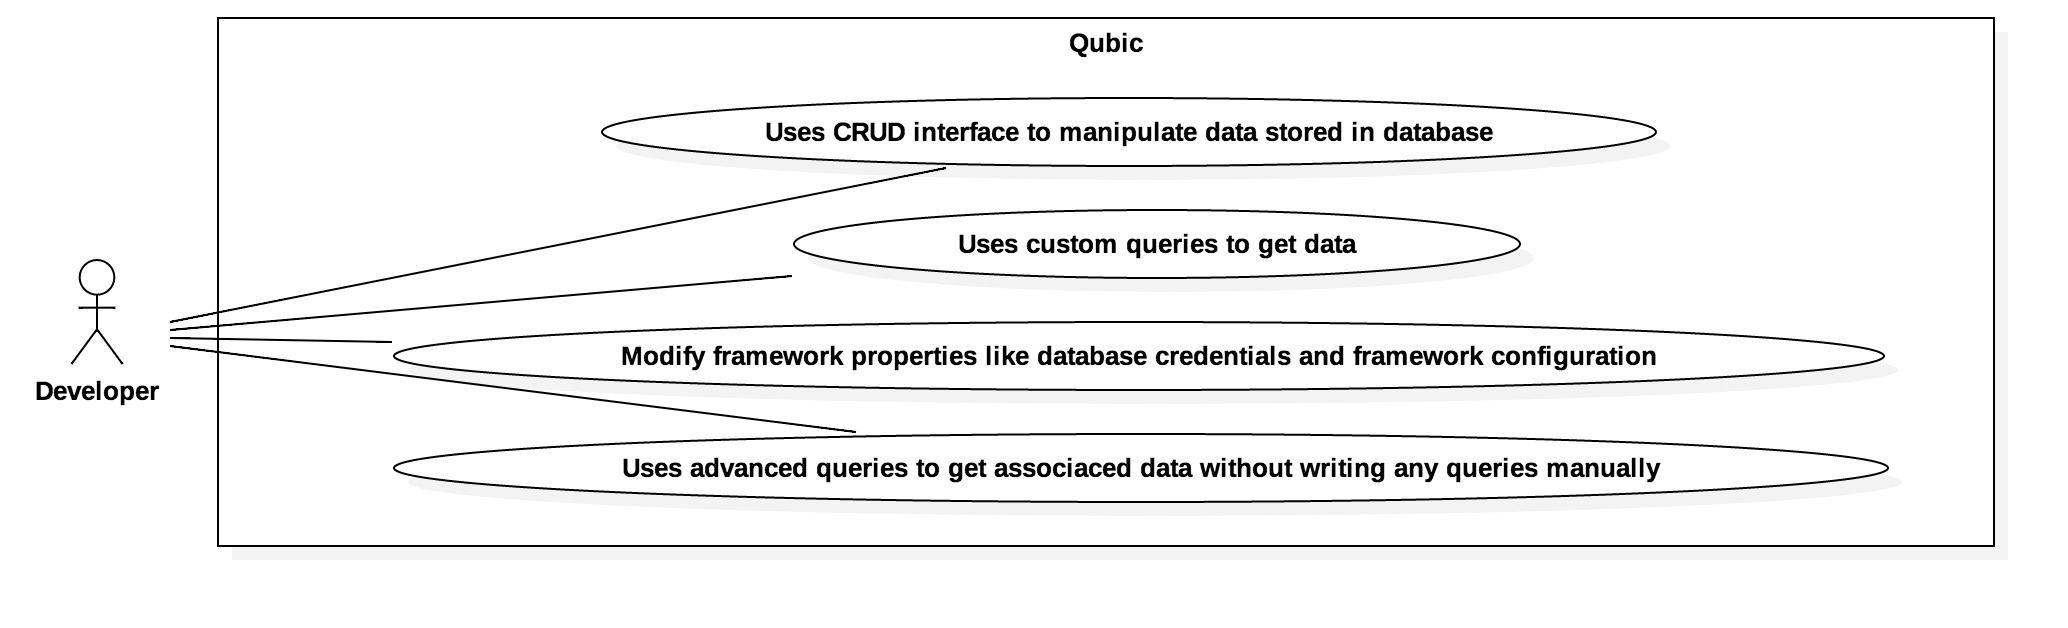 Qubic
Uses CRUD interface to manipulate data stored in database
Uses custom queries to get data
Modify framework properties like database credentials and framework configuration
Developer
Uses advanced queries to get associaced data without writing any queries manually